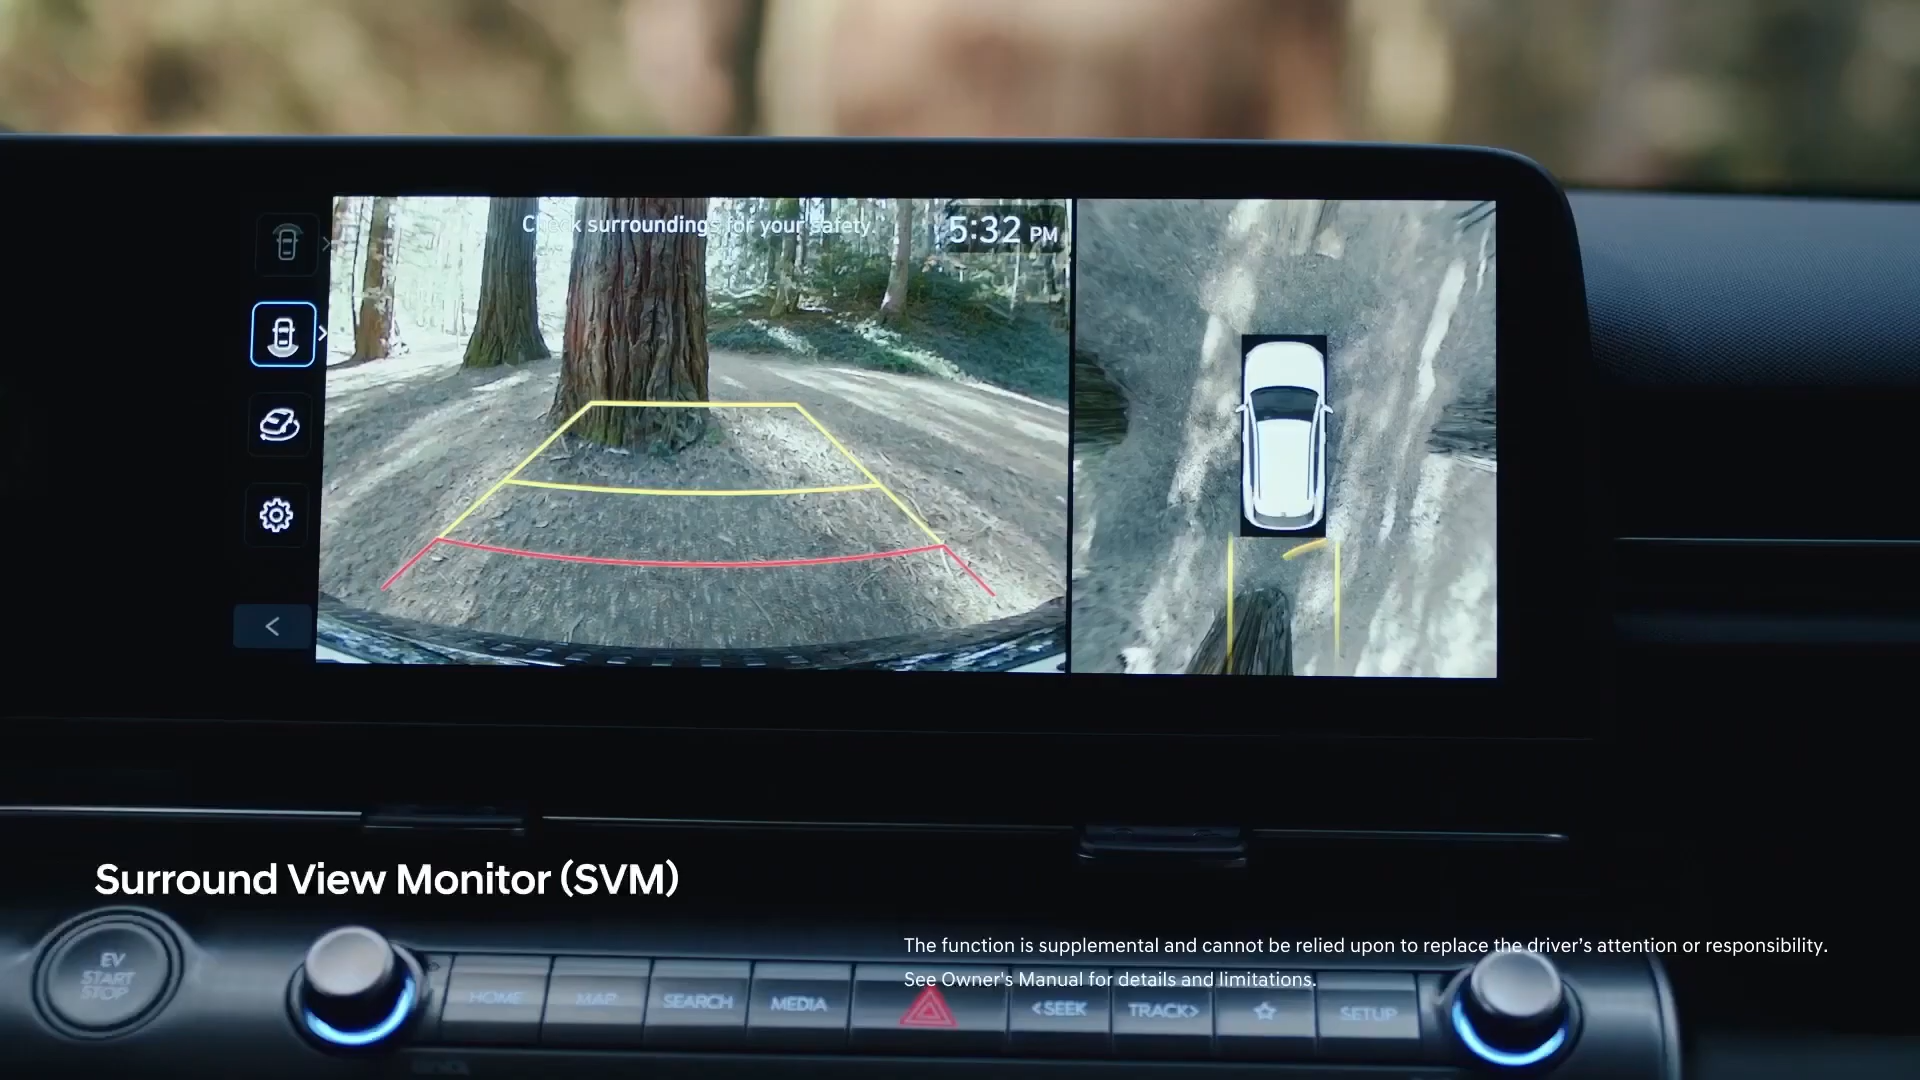 Check surroundings for your safety.
5:32 PM
Surround View Monitor (SVM)
The function is supplemental and cannot be relied upon to replace the driver’s attention or responsibility.
See Owner's Manual for details and limitations.
EV
START
STOP
HOME
MAP
SEARCH
MEDIA
<SEEK
TRACK>
SETUP